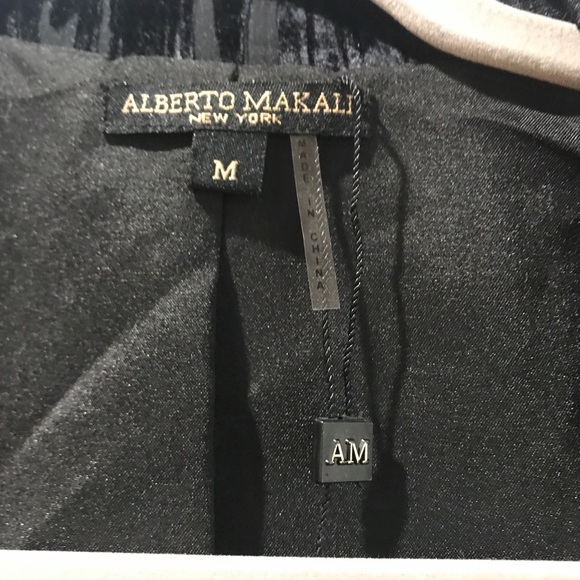 ALBERTO MAKALI
NEW YORK
M
MADE IN CHINA
AM